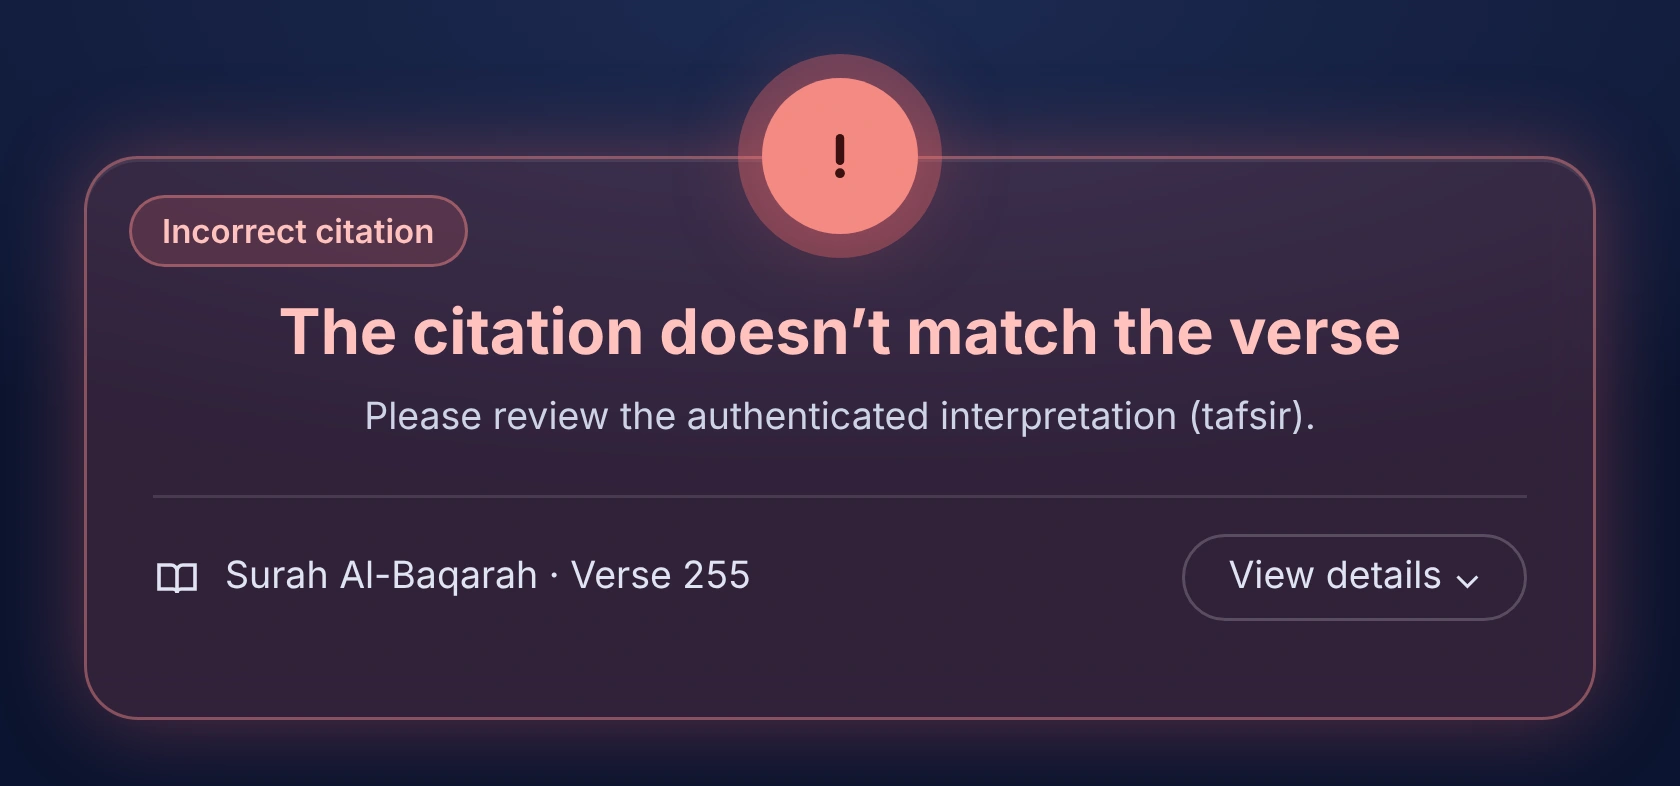 !
Incorrect citation
The citation doesn’t match the verse
Please review the authenticated interpretation (tafsir).
Surah Al-Baqarah · Verse 255
View details